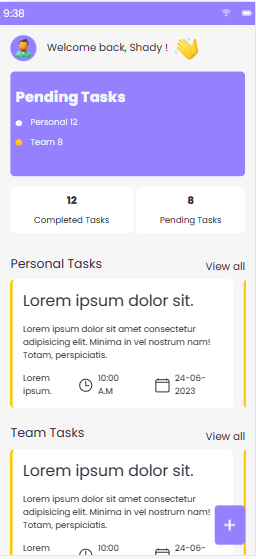 9:38
Welcome back, Shady !
Pending Tasks
Personal 12
Team 8
12
Completed Tasks
8
Pending Tasks
Personal Tasks
View all
Lorem ipsum dolor sit.
Lorem ipsum dolor sit amet consectetur
adipisicing elit. Minima in vel nostrum nam!
Totam, perspiciatis.
Lorem
ipsum.
10:00
A.M
24-06-
2023
Team Tasks
View all
Lorem ipsum dolor sit.
Lorem ipsum dolor sit amet consectetur
adipisicing elit. Minima in vel nostrum nam!
Totam, perspiciatis.
Lorem
10:00
24-06-
+